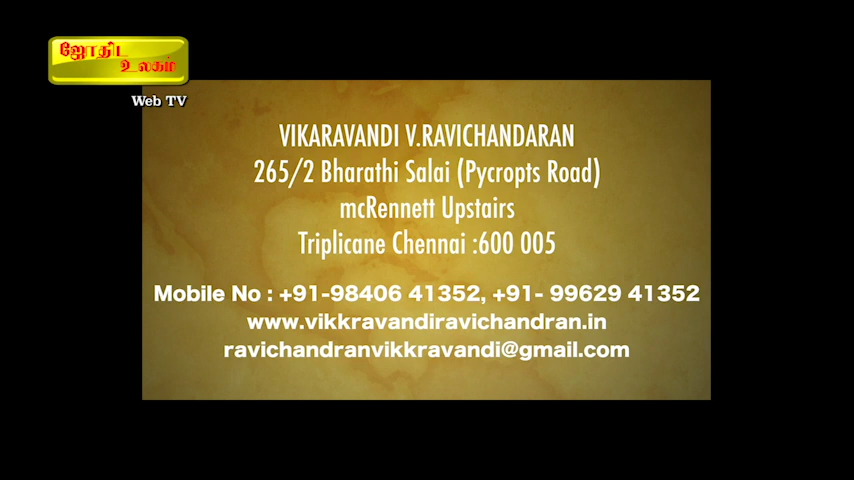 ஜோதிட
உலகம்
Web TV
VIKARAVANDI V.RAVICHANDARAN
265/2 Bharathi Salai (Pycropts Road)
mcRennett Upstairs
Triplicane Chennai :600 005
Mobile No : +91-98406 41352, +91- 99629 41352
www.vikkravandiravichandran.in
ravichandranvikkravandi@gmail.com